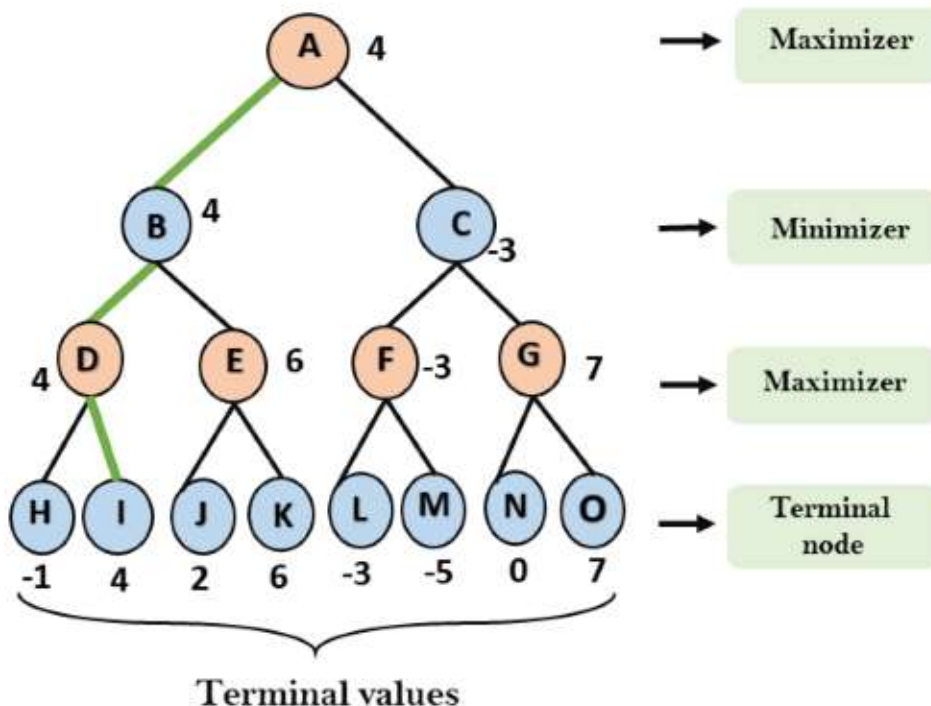 A 4 Maximizer
B 4 C -3 Minimizer
D 4 E 6 F -3 G 7 Maximizer
H I J K L M N O Terminal
node
-1 4 2 6 -3 -5 0 7
Terminal values